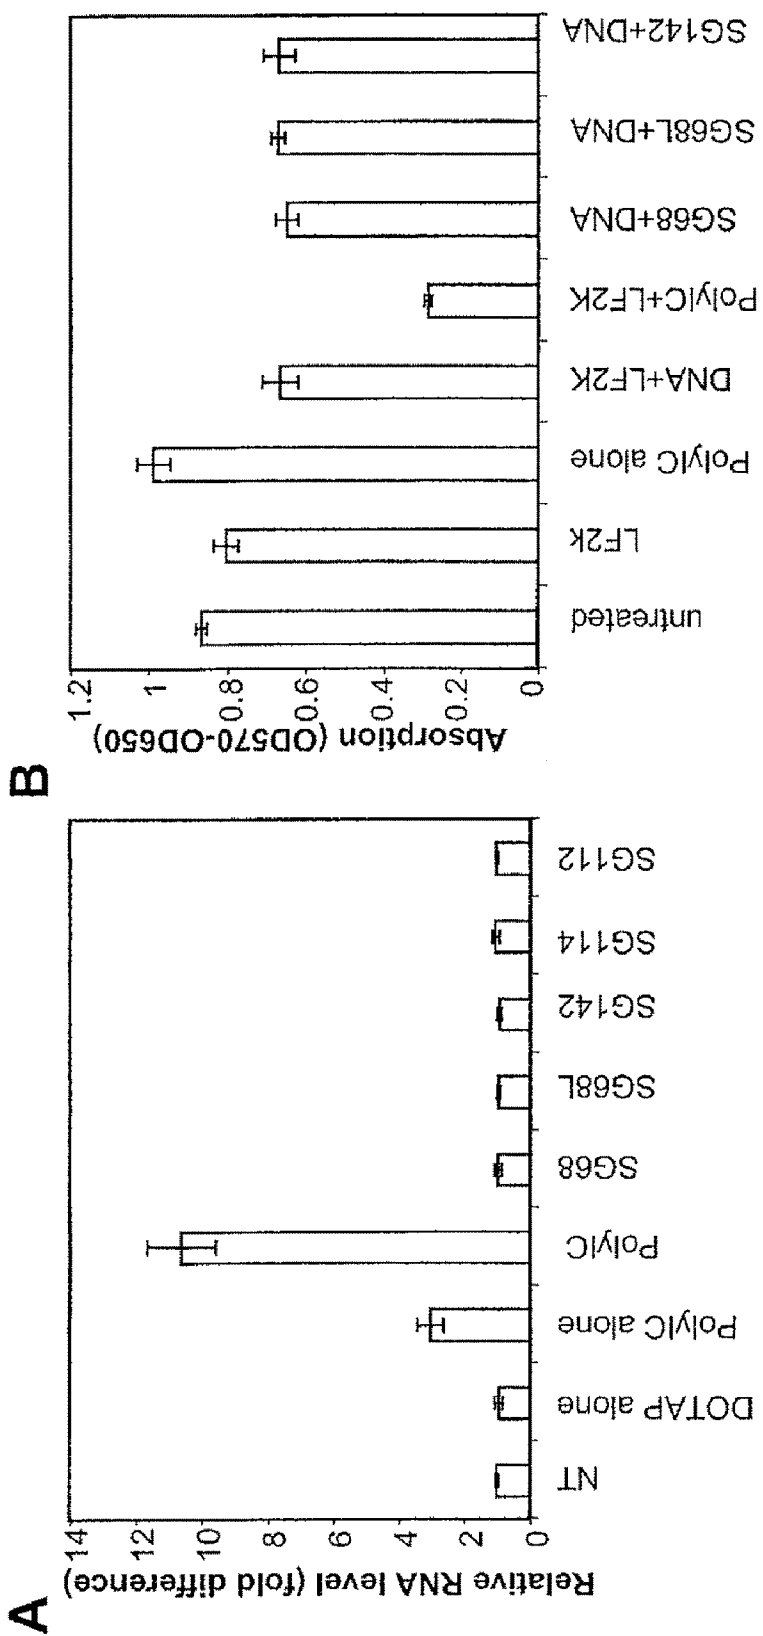 A
Relative RNA level (fold difference)
14
12
10
8
6
4
2
0
NT
DOTAP alone
PolyIC alone
PolyIC
SG68
SG68L
SG142
SG114
SG112
B
Absorption (OD570-OD650)
1.2
1
0.8
0.6
0.4
0.2
0
untreated
LF2k
PolyIC alone
DNA+LF2K
PolyIC+LF2K
SG68+DNA
SG68L+DNA
SG142+DNA